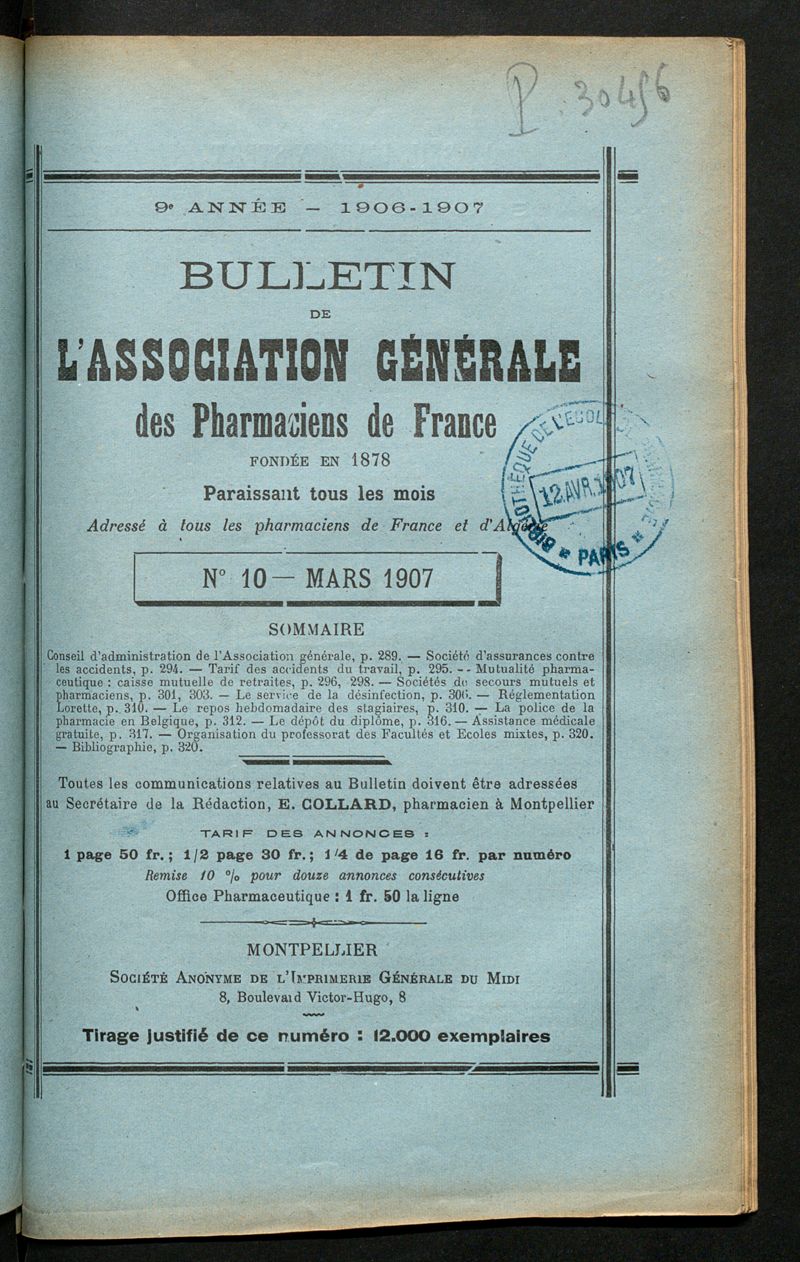 P. 30456
9e ANNÉE — 1906-1907
BULLETIN
DE
L'ASSOCIATION GÉNÉRALE
des Pharmaciens de France
FONDÉE EN 1878
Paraissant tous les mois
Adressé à tous les pharmaciens de France et d'Algérie
BIBLIOTHÈQUE DE L'ÉCOLE DE PHARMACIE
12. AVR. 1907
* PARIS *
N° 10 — MARS 1907
SOMMAIRE
Conseil d'administration de l'Association générale, p. 289. — Société d'assurances contre
les accidents, p. 294. — Tarif des accidents du travail, p. 295. -- Mutualité pharma-
ceutique : caisse mutuelle de retraites, p. 296, 298. — Sociétés de secours mutuels et
pharmaciens, p. 301, 303. — Le service de la désinfection, p. 306. — Réglementation
Lorette, p. 310. — Le repos hebdomadaire des stagiaires, p. 310. — La police de la
pharmacie en Belgique, p. 312. — Le dépôt du diplôme, p. 316. — Assistance médicale
gratuite, p. 317. — Organisation du professorat des Facultés et Ecoles mixtes, p. 320.
— Bibliographie, p. 320.
Toutes les communications relatives au Bulletin doivent être adressées
au Secrétaire de la Rédaction, E. COLLARD, pharmacien à Montpellier
TARIF DES ANNONCES :
1 page 50 fr. ; 1/2 page 30 fr. ; 1/4 de page 16 fr. par numéro
Remise 10 % pour douze annonces consécutives
Office Pharmaceutique : 1 fr. 50 la ligne
MONTPELLIER
SOCIÉTÉ ANONYME DE L'IMPRIMERIE GÉNÉRALE DU MIDI
8, Boulevard Victor-Hugo, 8
Tirage justifié de ce numéro : 12.000 exemplaires